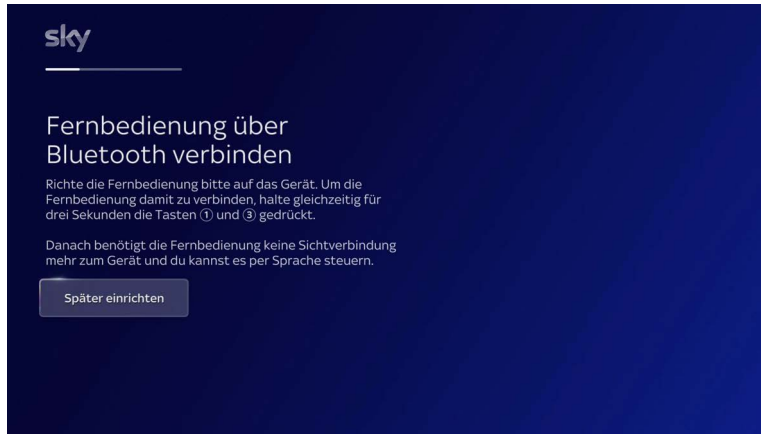 sky
Fernbedienung über
Bluetooth verbinden
Richte die Fernbedienung bitte auf das Gerät. Um die
Fernbedienung damit zu verbinden, halte gleichzeitig für
drei Sekunden die Tasten ① und ③ gedrückt.
Danach benötigt die Fernbedienung keine Sichtverbindung
mehr zum Gerät und du kannst es per Sprache steuern.
Später einrichten